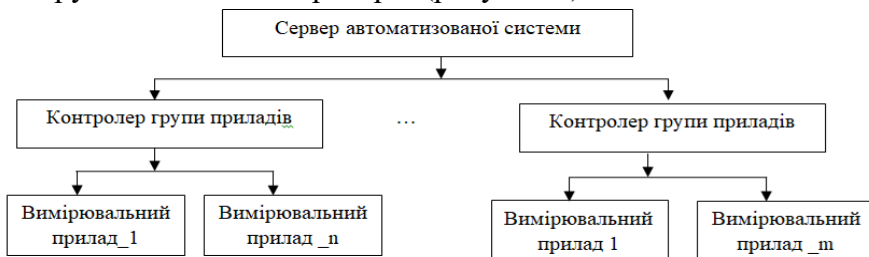 Сервер автоматизованої системи
Контролер групи приладів
...
Контролер групи приладів
Вимірювальний
прилад_1
Вимірювальний
прилад _n
Вимірювальний
прилад 1
Вимірювальний
прилад _m